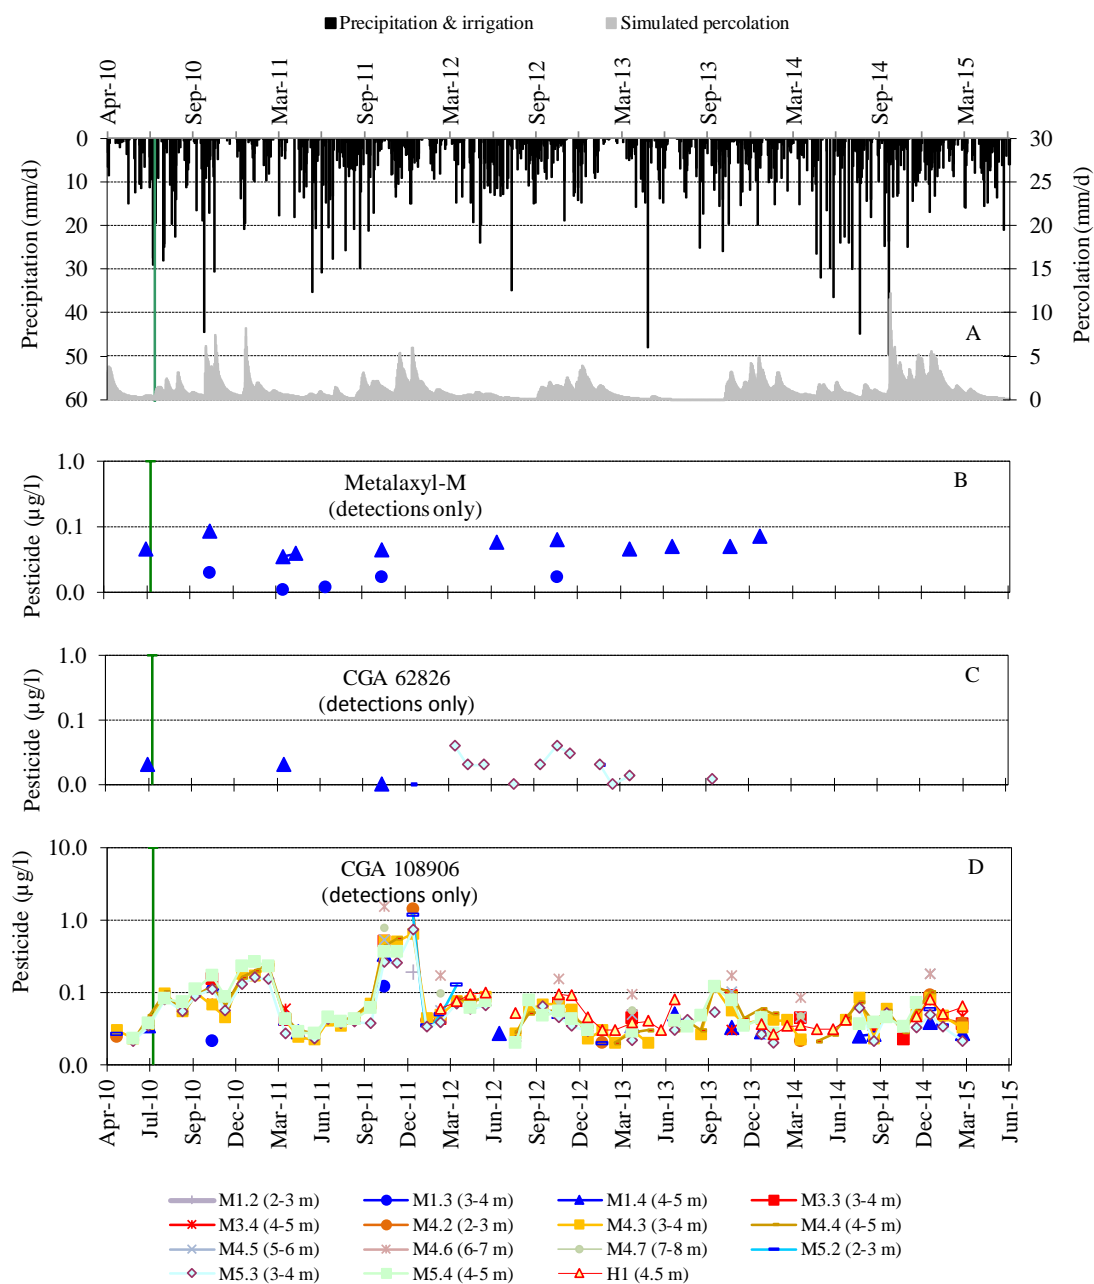 Precipitation & irrigation Simulated percolation
Apr-10 Sep-10 Mar-11 Sep-11 Mar-12 Sep-12 Mar-13 Sep-13 Mar-14 Sep-14 Mar-15
Precipitation (mm/d)
0
10
20
30
40
50
60
30
25
20
15
10
5
0
Percolation (mm/d)
A
Pesticide (µg/l)
1.0
0.1
0.0
Metalaxyl-M
(detections only)
B
Pesticide (µg/l)
1.0
0.1
0.0
CGA 62826
(detections only)
C
Pesticide (µg/l)
10.0
1.0
0.1
0.0
CGA 108906
(detections only)
D
Apr-10 Jul-10 Sep-10 Dec-10 Mar-11 Jun-11 Sep-11 Dec-11 Mar-12 Jun-12 Sep-12 Dec-12 Mar-13 Jun-13 Sep-13 Dec-13 Mar-14 Jun-14 Sep-14 Dec-14 Mar-15 Jun-15
M1.2 (2-3 m) M1.3 (3-4 m) M1.4 (4-5 m) M3.3 (3-4 m)
M3.4 (4-5 m) M4.2 (2-3 m) M4.3 (3-4 m) M4.4 (4-5 m)
M4.5 (5-6 m) M4.6 (6-7 m) M4.7 (7-8 m) M5.2 (2-3 m)
M5.3 (3-4 m) M5.4 (4-5 m) H1 (4.5 m)